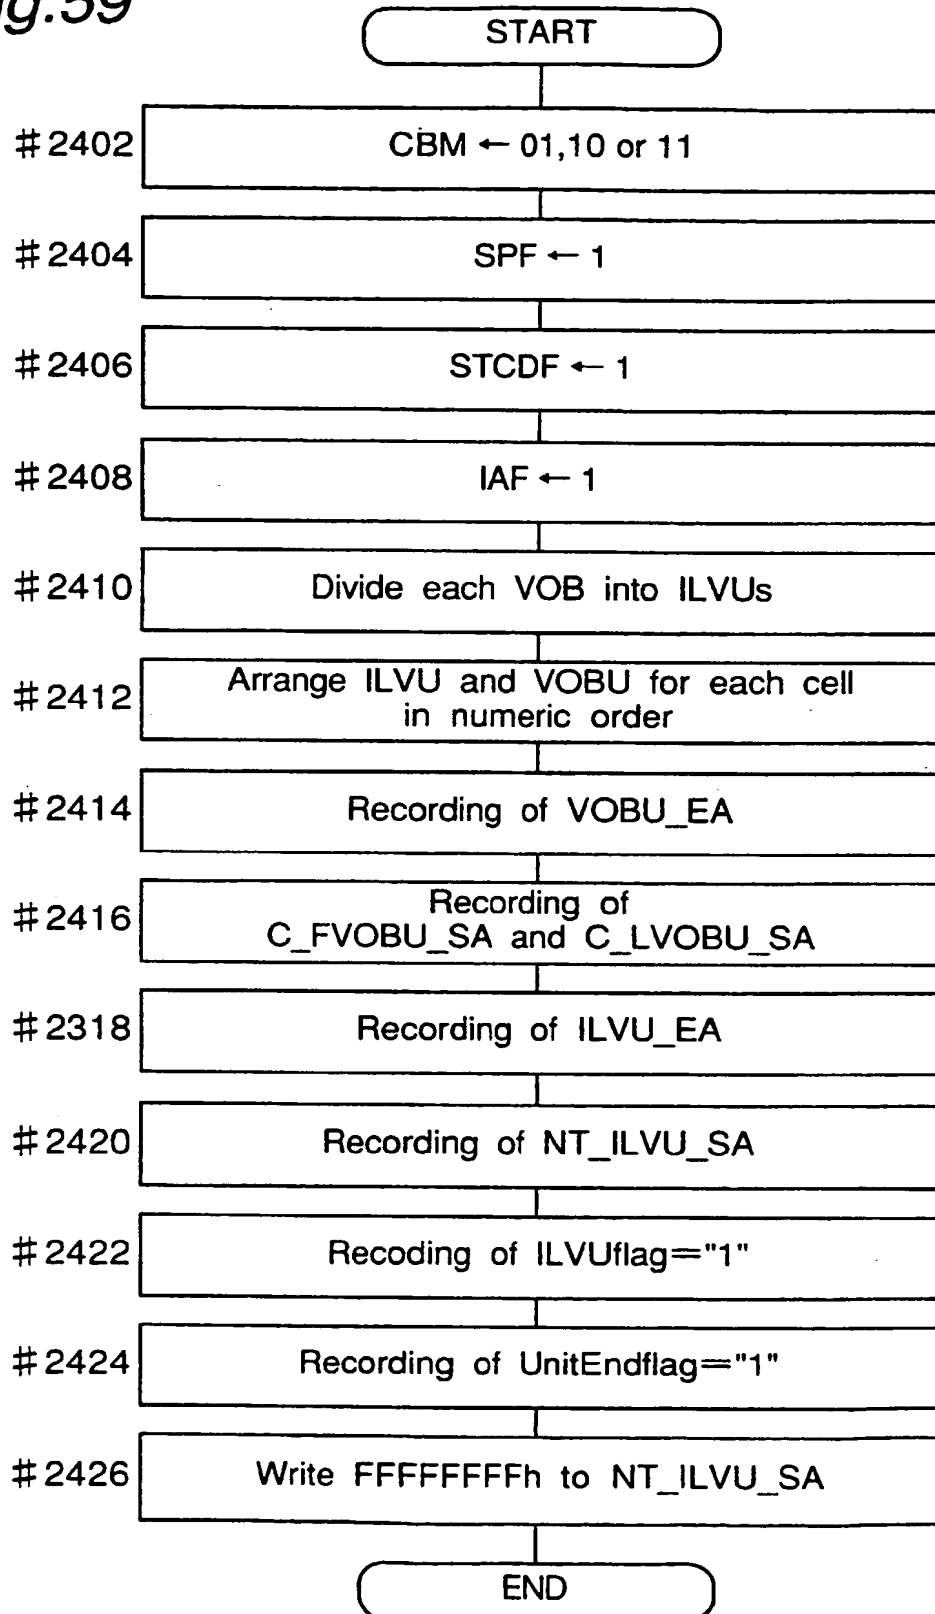 ig.59
START
#2402 CBM ← 01,10 or 11
#2404 SPF ← 1
#2406 STCDF ← 1
#2408 IAF ← 1
#2410 Divide each VOB into ILVUs
#2412 Arrange ILVU and VOBU for each cell
in numeric order
#2414 Recording of VOBU_EA
#2416 Recording of
C_FVOBU_SA and C_LVOBU_SA
#2318 Recording of ILVU_EA
#2420 Recording of NT_ILVU_SA
#2422 Recoding of ILVUflag="1"
#2424 Recording of UnitEndflag="1"
#2426 Write FFFFFFFFh to NT_ILVU_SA
END